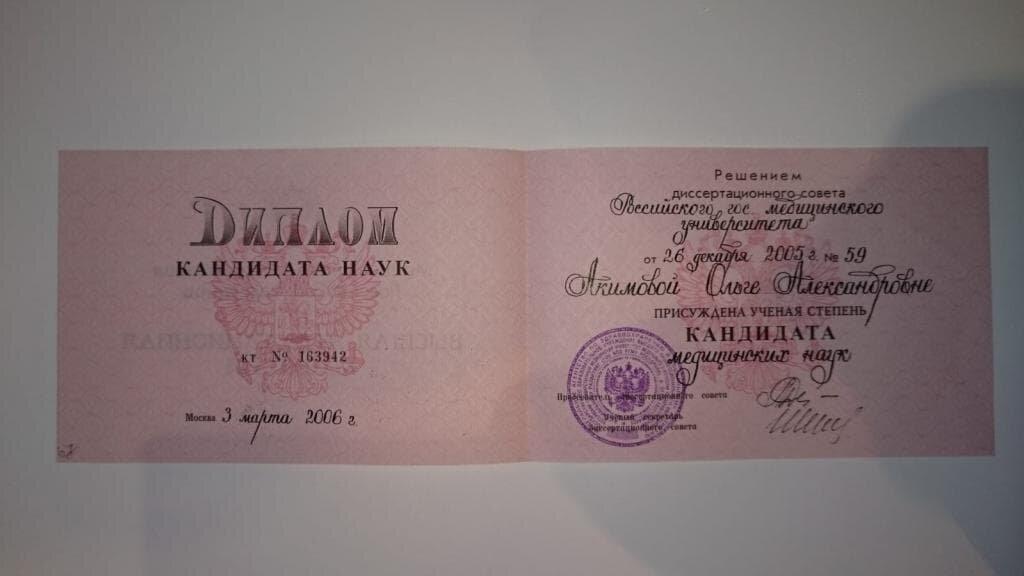 ДИПЛОМ
КАНДИДАТА НАУК
КТ № 163942
Москва 3 марта 2006 г.
Решением
диссертационного совета
Российского гос. медицинского
университета
от 26 декабря 2005 г. № 59
Акимовой Ольге Александровне
ПРИСУЖДЕНА УЧЕНАЯ СТЕПЕНЬ
КАНДИДАТА
медицинских наук
Председатель диссертационного совета
Ученый секретарь
диссертационного совета